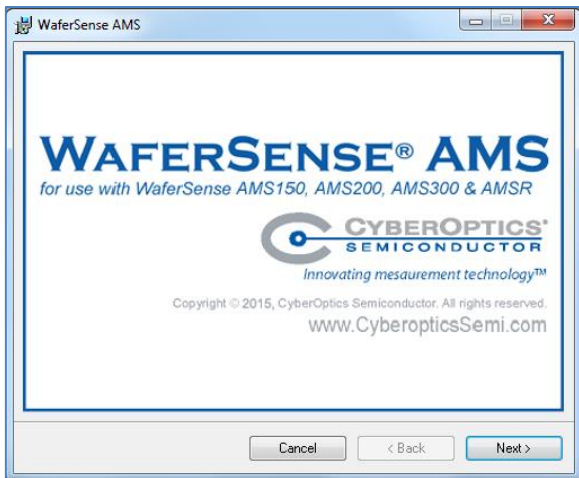 WaferSense AMS
WAFERSENSE® AMS
for use with WaferSense AMS150, AMS200, AMS300 & AMSR
CYBEROPTICS®
SEMICONDUCTOR
Innovating mesaurement technology™
Copyright © 2015, CyberOptics Semiconductor. All rights reserved.
www.CyberopticsSemi.com
Cancel
< Back
Next >